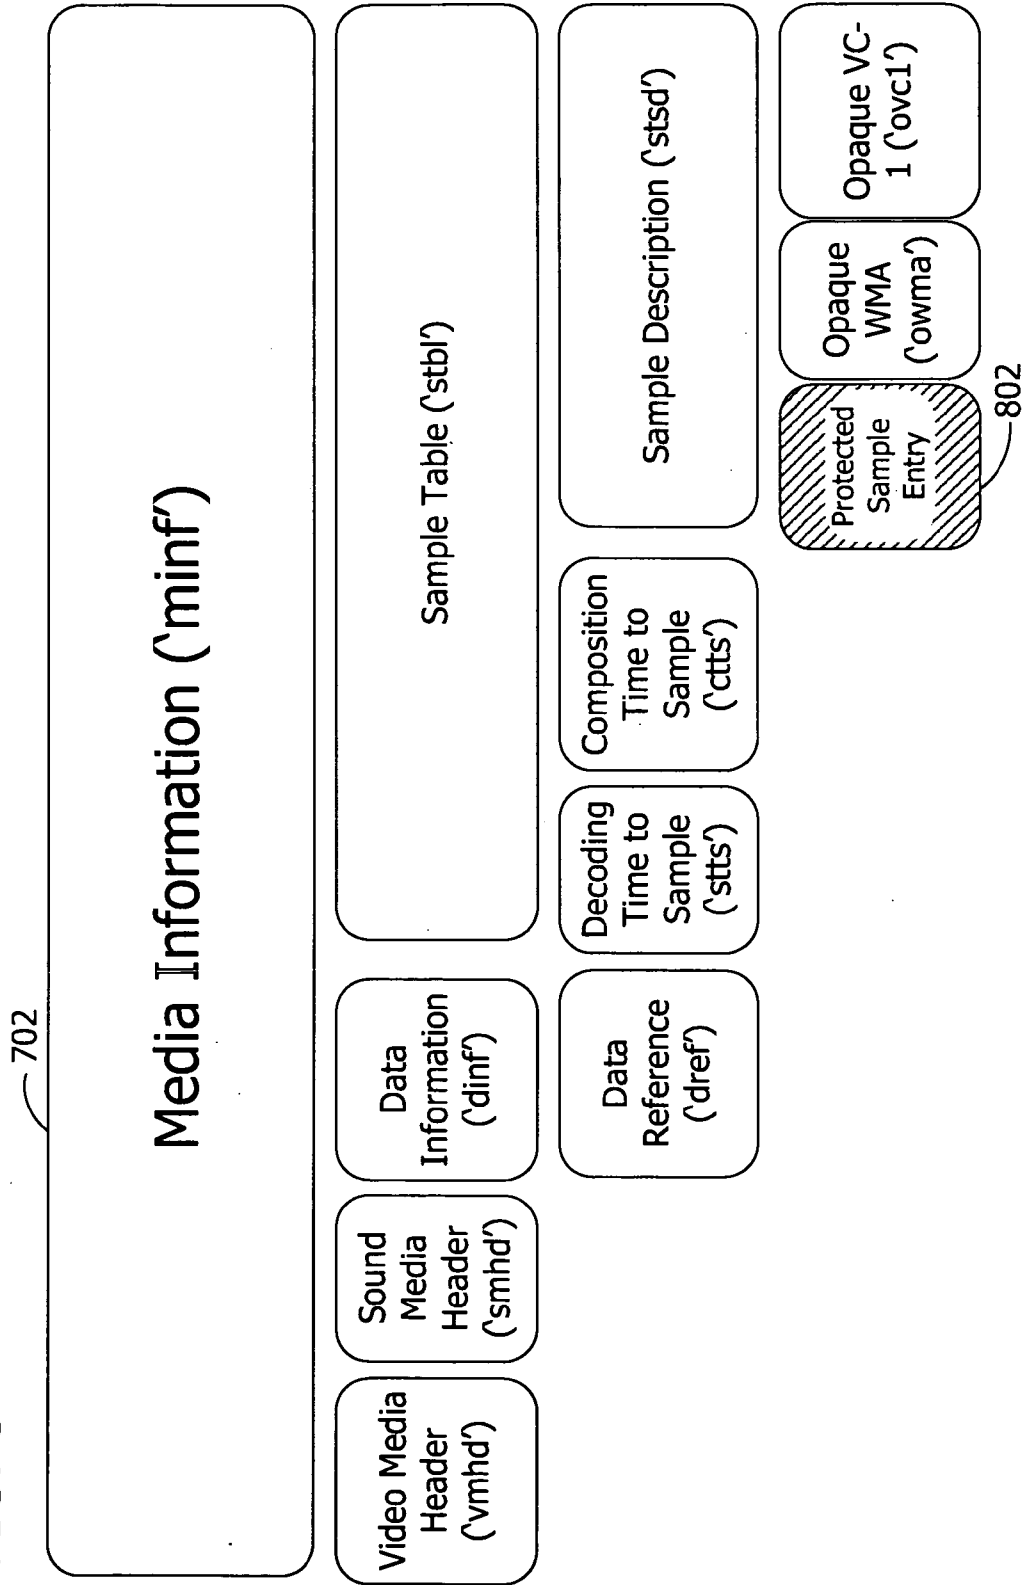 702
Media Information ('minf')
Video Media
Header
('vmhd')
Sound
Media
Header
('smhd')
Data
Information
('dinf')
Sample Table ('stbl')
Data
Reference
('dref')
Decoding
Time to
Sample
('stts')
Composition
Time to
Sample
('ctts')
Sample Description ('stsd')
Protected
Sample
Entry
Opaque
WMA
('owma')
Opaque VC-
1 ('ovc1')
802